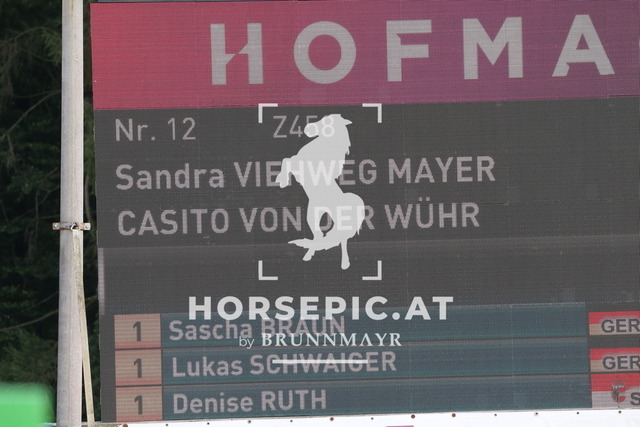 HOFMA
Nr. 12 Z458
Sandra VIEHWEG MAYER
CASITO VON DER WÜHR
HORSEPIC.AT
by BRUNNMAYR
1 Sascha BRAUN GER
1 Lukas SCHWAIGER GER
1 Denise RUTH S